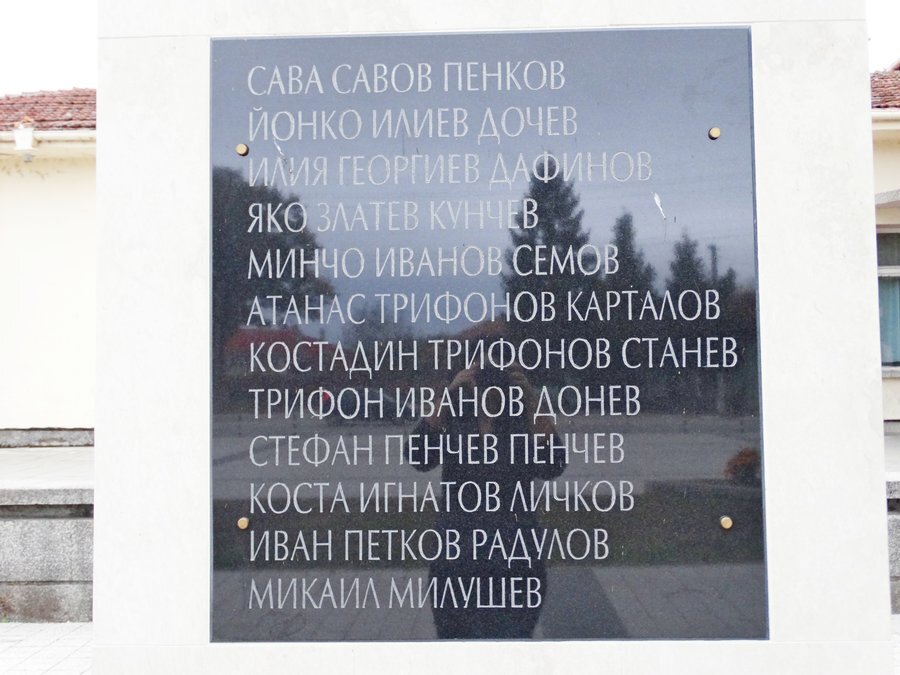 САВА САВОВ ПЕНКОВ
ЙОНКО ИЛИЕВ ДОЧЕВ
ИЛИЯ ГЕОРГИЕВ ДАФИНОВ
ЯКО ЗЛАТЕВ КУНЧЕВ
МИНЧО ИВАНОВ СЕМОВ
АТАНАС ТРИФОНОВ КАРТАЛОВ
КОСТАДИН ТРИФОНОВ СТАНЕВ
ТРИФОН ИВАНОВ ДОНЕВ
СТЕФАН ПЕНЧЕВ ПЕНЧЕВ
КОСТА ИГНАТОВ ЛИЧКОВ
ИВАН ПЕТКОВ РАДУЛОВ
МИКАИЛ МИЛУШЕВ